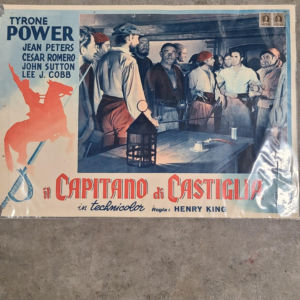 TYRONE
POWER
JEAN PETERS
CESAR ROMERO
JOHN SUTTON
LEE J. COBB
il CAPITANO di CASTIGLIA
in technicolor Regia: HENRY KING